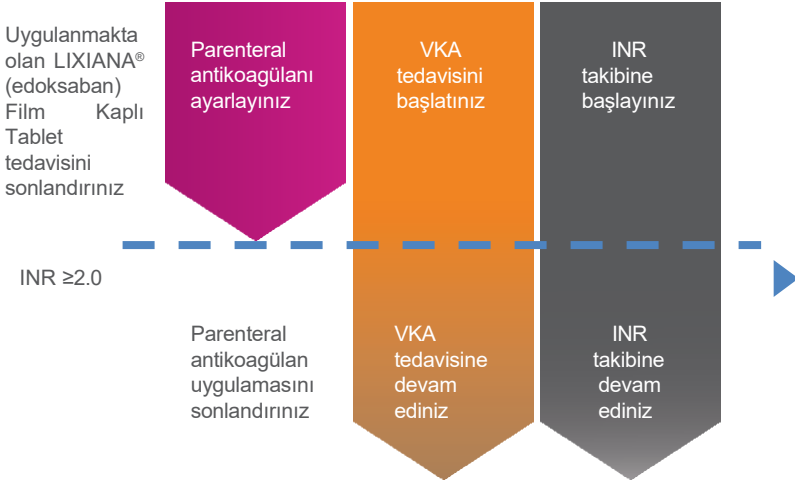 Uygulanmakta
olan LIXIANA®
(edoksaban)
Film Kaplı
Tablet
tedavisini
sonlandırınız
Parenteral
antikoagülanı
ayarlayınız
VKA
tedavisini
başlatınız
INR
takibine
başlayınız
INR ≥2.0
Parenteral
antikoagülan
uygulamasını
sonlandırınız
VKA
tedavisine
devam
ediniz
INR
takibine
devam
ediniz